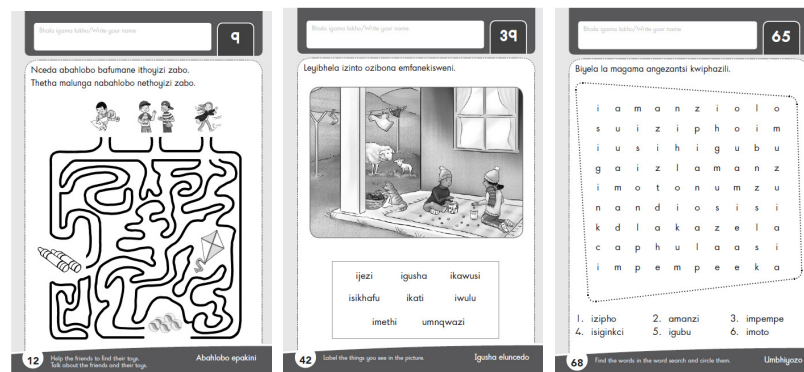 Bhala igama lakho/Write your name
9
Nceda abahlobo bafumane ithoyizi zabo.
Thetha malunga nabahlobo nethoyizi zabo.
12
Help the friends to find their toys.
Talk about the friends and their toys.
Abahlobo epakini
Bhala igama lakho/Write your name
39
Leyibhela izinto ozibona emfanekisweni.
ijezi igusha ikawusi
isikhafu ikati iwulu
imethi umnqwazi
42
Label the things you see in the picture.
Igusha eluncedo
Bhala igama lakho/Write your name
65
Biyela la magama angezantsi kwiphazili.
i a m a n z i o l o
s u i z i p h o i m
i u s i h i g u b u
g a i z l a m a n z
i m o t o n u m z u
n a n d i o s i s i
k d l a k a z e l a
c a p h u l a a s i
i m p e m p e e k a
1. izipho 2. amanzi 3. impempe
4. isiginkci 5. igubu 6. imoto
68
Find the words in the word search and circle them.
Umbhiyozo